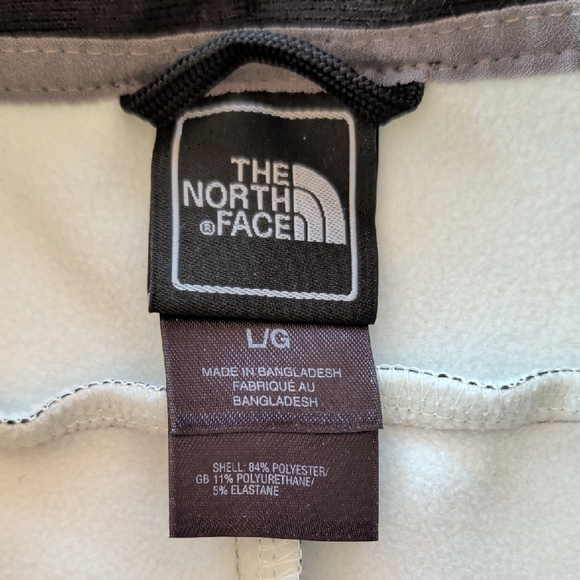 THE
NORTH
® FACE
L/G
MADE IN BANGLADESH
FABRIQUÉ AU
BANGLADESH
SHELL: 84% POLYESTER/
GB 11% POLYURETHANE/
5% ELASTANE